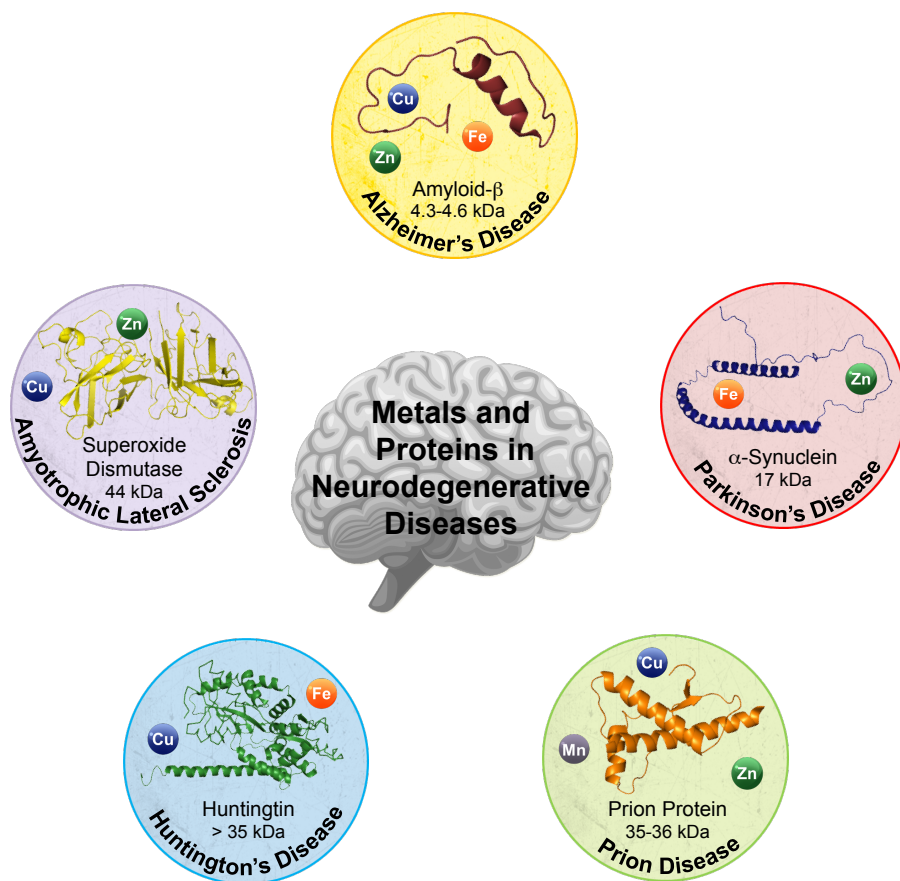 Cu
Fe
Zn
Amyloid-β
4.3-4.6 kDa
Alzheimer's Disease
Zn
Cu
Superoxide
Dismutase
44 kDa
Amyotrophic Lateral Sclerosis
Metals and
Proteins in
Neurodegenerative
Diseases
Fe
Zn
α-Synuclein
17 kDa
Parkinson's Disease
Fe
Cu
Huntingtin
> 35 kDa
Huntington's Disease
Cu
Mn
Zn
Prion Protein
35-36 kDa
Prion Disease